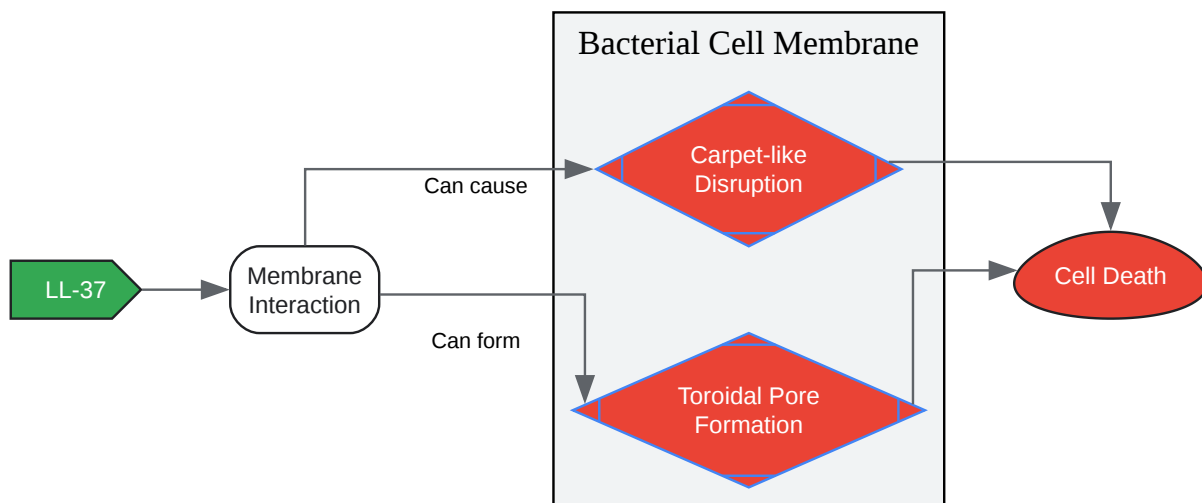 Bacterial Cell Membrane
Carpet-like
Disruption
Can cause
LL-37
Membrane
Interaction
Cell Death
Can form
Toroidal Pore
Formation